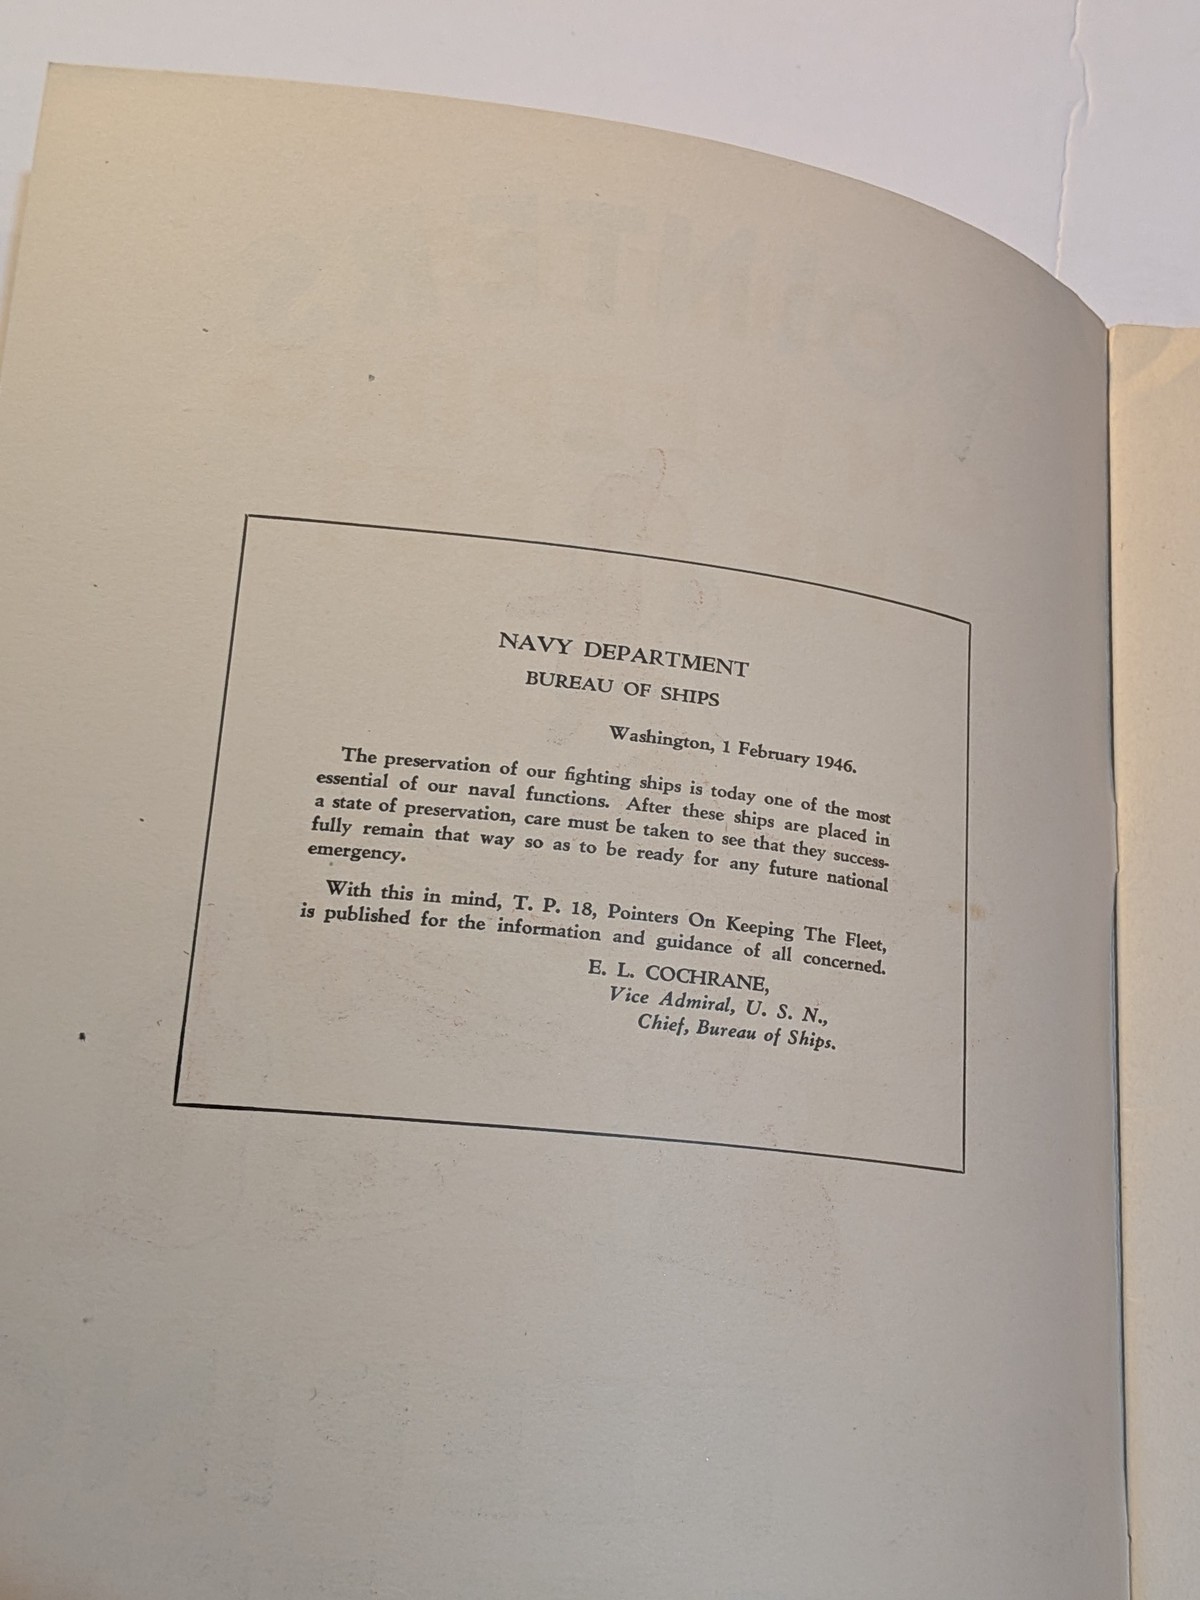 NAVY DEPARTMENT
BUREAU OF SHIPS
Washington, 1 February 1946.
The preservation of our fighting ships is today one of the most
essential of our naval functions. After these ships are placed in
a state of preservation, care must be taken to see that they success-
fully remain that way so as to be ready for any future national
emergency.
With this in mind, T. P. 18, Pointers On Keeping The Fleet,
is published for the information and guidance of all concerned.
E. L. COCHRANE,
Vice Admiral, U. S. N.,
Chief, Bureau of Ships.